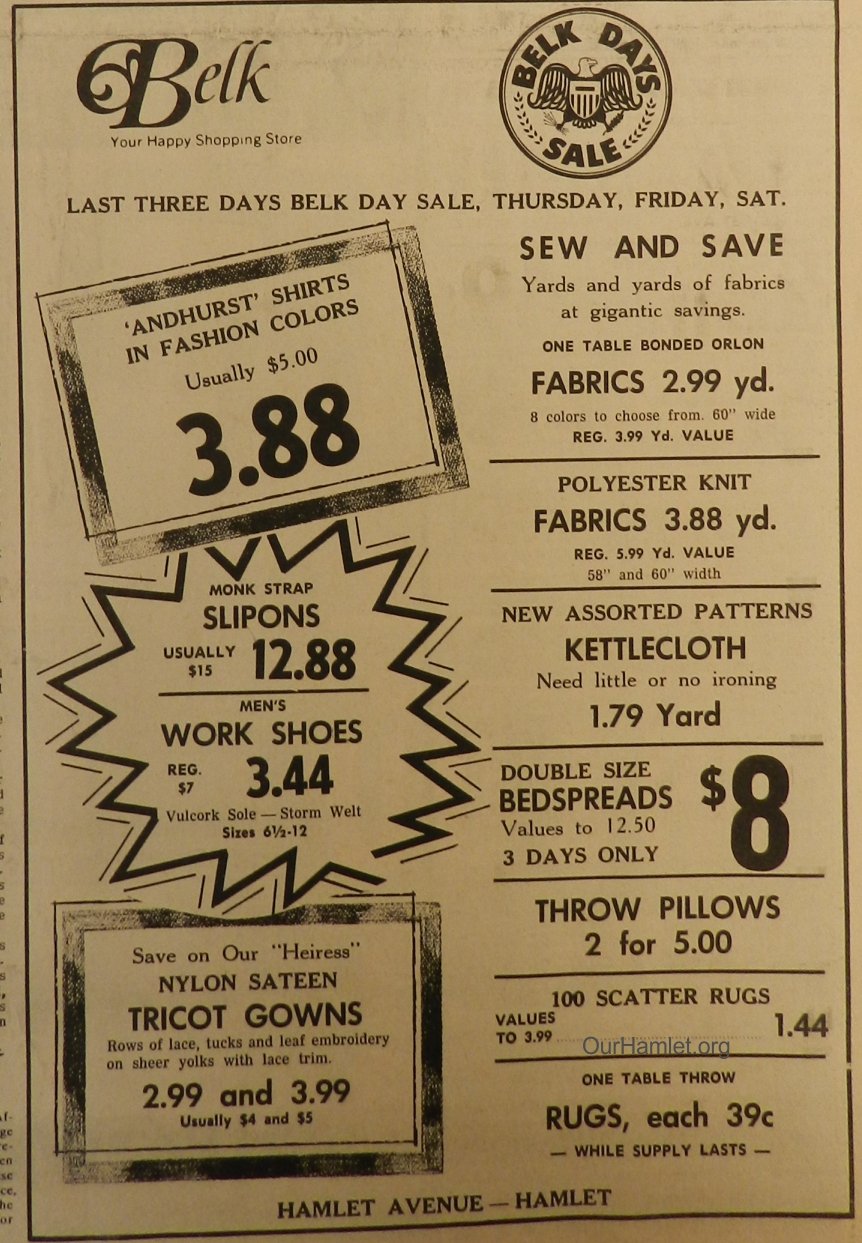 Belk
Your Happy Shopping Store
BELK DAYS
SALE
LAST THREE DAYS BELK DAY SALE, THURSDAY, FRIDAY, SAT.
'ANDHURST' SHIRTS
IN FASHION COLORS
Usually $5.00
3.88
MONK STRAP
SLIPONS
USUALLY
$15
12.88
MEN'S
WORK SHOES
REG.
$7
3.44
Vulcork Sole — Storm Welt
Sizes 6½-12
Save on Our "Heiress"
NYLON SATEEN
TRICOT GOWNS
Rows of lace, tucks and leaf embroidery
on sheer yolks with lace trim.
2.99 and 3.99
Usually $4 and $5
SEW AND SAVE
Yards and yards of fabrics
at gigantic savings.
ONE TABLE BONDED ORLON
FABRICS 2.99 yd.
8 colors to choose from. 60" wide
REG. 3.99 Yd. VALUE
POLYESTER KNIT
FABRICS 3.88 yd.
REG. 5.99 Yd. VALUE
58" and 60" width
NEW ASSORTED PATTERNS
KETTLECLOTH
Need little or no ironing
1.79 Yard
DOUBLE SIZE
BEDSPREADS
Values to 12.50
3 DAYS ONLY
$8
THROW PILLOWS
2 for 5.00
100 SCATTER RUGS
VALUES
TO 3.99
1.44
OurHamlet.org
ONE TABLE THROW
RUGS, each 39c
— WHILE SUPPLY LASTS —
HAMLET AVENUE — HAMLET